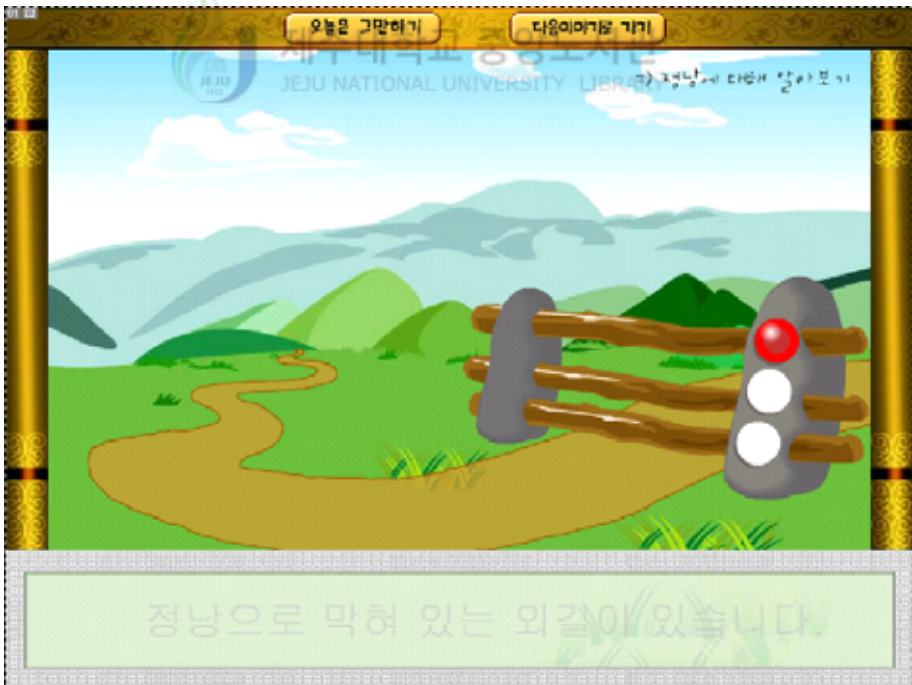 오늘은 그만하기
다음이야기로 가기
제주대학교 중앙도서관
JEJU NATIONAL UNIVERSITY LIBRARY
JEJU
정낭에 대해 알아보기
정낭으로 막혀 있는 외길이 있습니다.